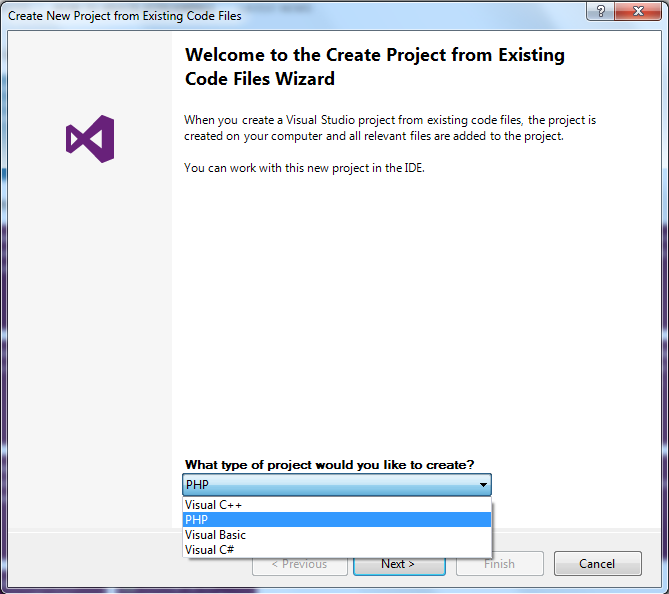 Create New Project from Existing Code Files
?
Welcome to the Create Project from Existing
Code Files Wizard
When you create a Visual Studio project from existing code files, the project is
created on your computer and all relevant files are added to the project.
You can work with this new project in the IDE.
What type of project would you like to create?
PHP
Visual C++
PHP
Visual Basic
Visual C#
< Previous
Next >
Finish
Cancel